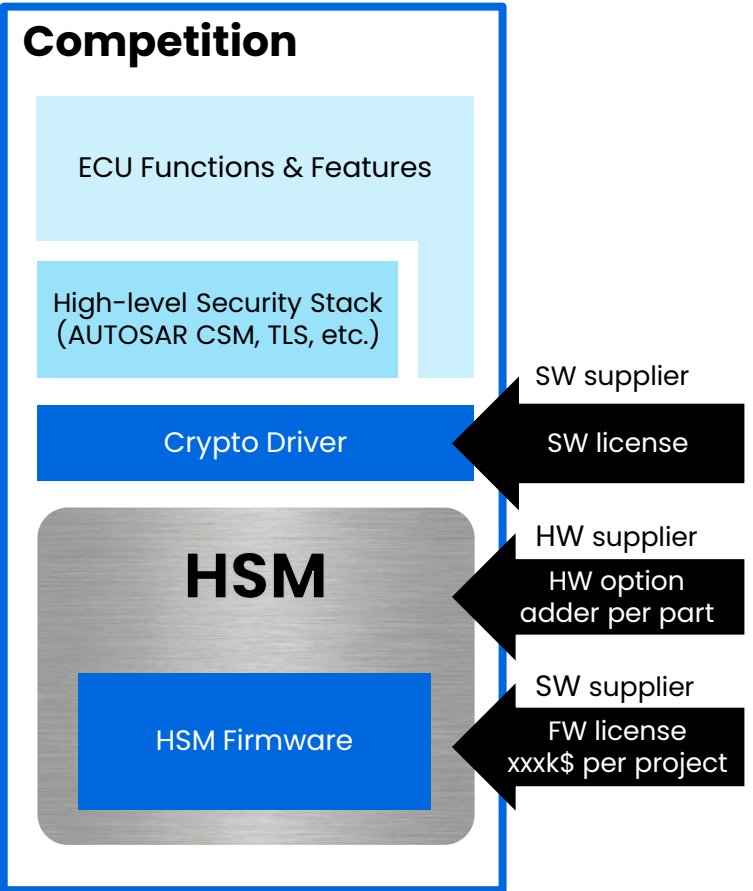 Competition
ECU Functions & Features
High-level Security Stack
(AUTOSAR CSM, TLS, etc.)
SW supplier
Crypto Driver
SW license
HW supplier
HSM
HW option
adder per part
SW supplier
HSM Firmware
FW license
xxxk$ per project